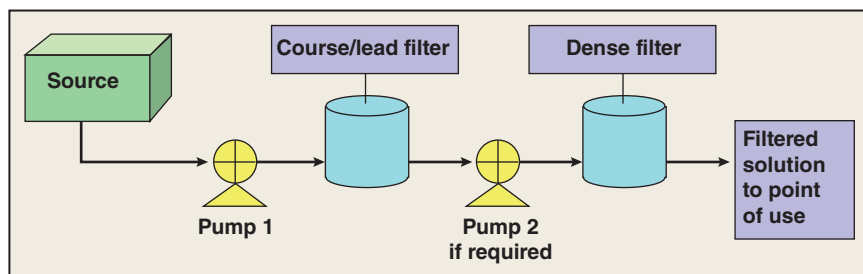 Course/lead filter
Dense filter
Source
Filtered
solution
to point
of use
Pump 1
Pump 2
if required